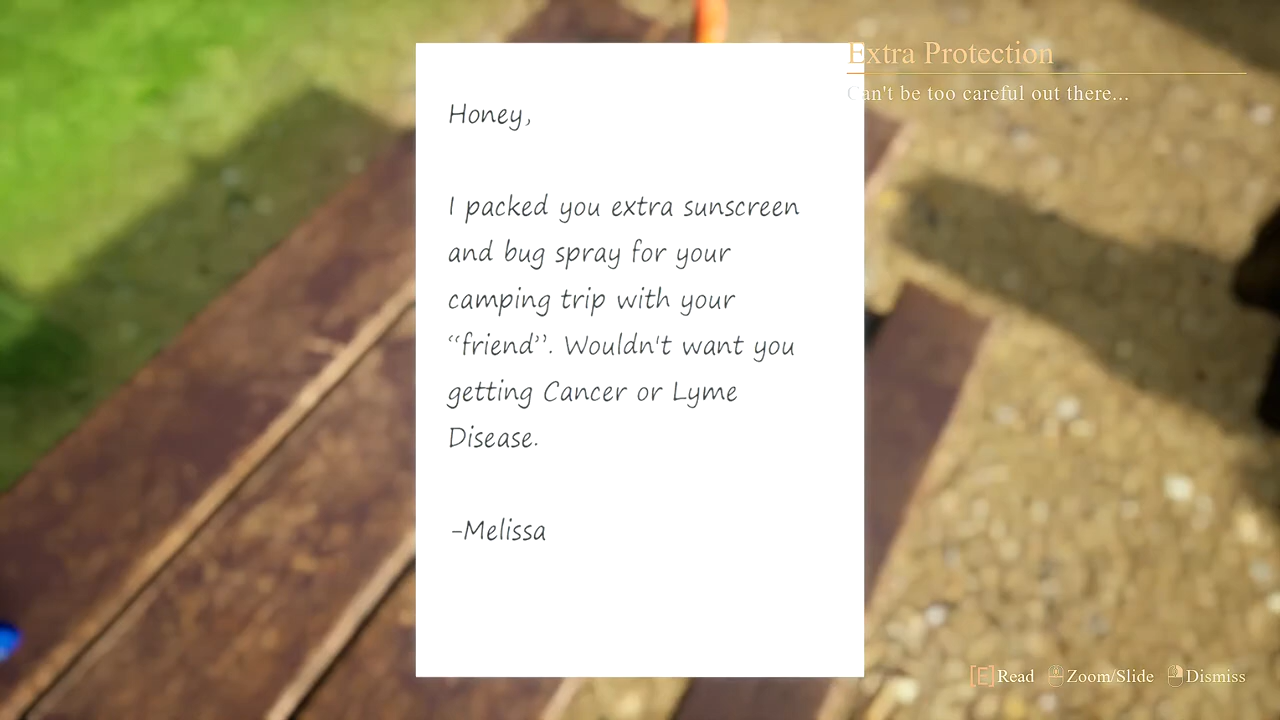 Extra Protection
Can't be too careful out there...
Honey,
I packed you extra sunscreen
and bug spray for your
camping trip with your
“friend”. Wouldn't want you
getting Cancer or Lyme
Disease.
-Melissa
[E]Read Zoom/Slide Dismiss